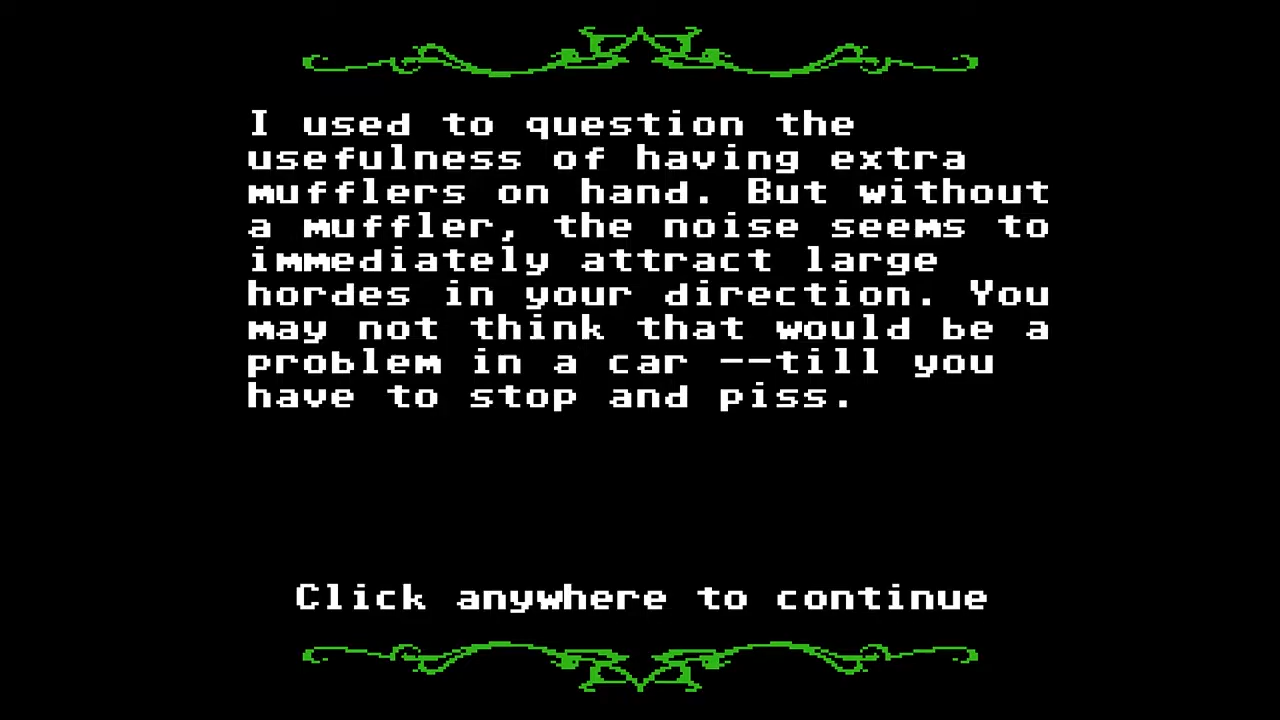 I used to question the
usefulness of having extra
mufflers on hand. But without
a muffler, the noise seems to
immediately attract large
hordes in your direction. You
may not think that would be a
problem in a car --till you
have to stop and piss.
Click anywhere to continue